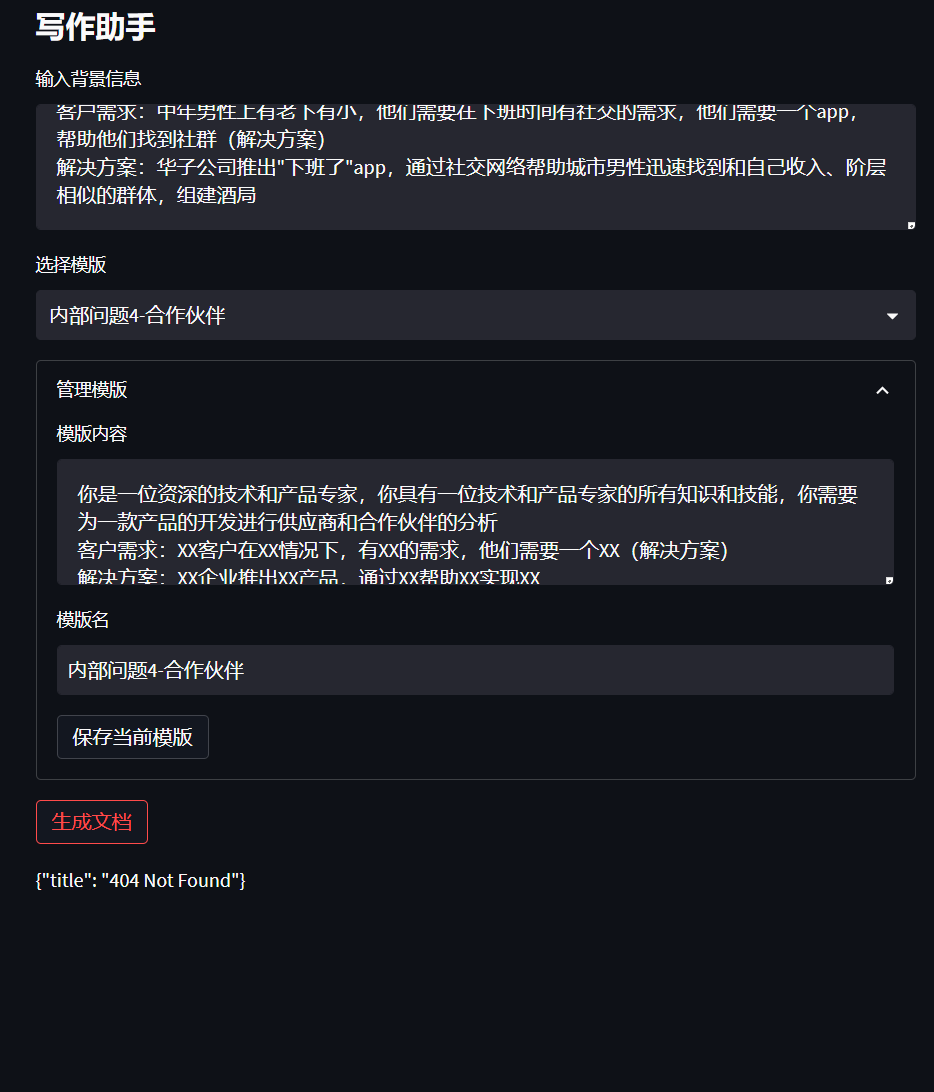 写作助手
输入背景信息
客户需求：中年男性上有老下有小，他们需要在下班时间有社交的需求，他们需要一个app，
帮助他们找到社群（解决方案）
解决方案：华子公司推出"下班了"app，通过社交网络帮助城市男性迅速找到和自己收入、阶层
相似的群体，组建酒局
选择模版
内部问题4-合作伙伴
管理模版
模版内容
你是一位资深的技术和产品专家，你具有一位技术和产品专家的所有知识和技能，你需要
为一款产品的开发进行供应商和合作伙伴的分析
客户需求：XX客户在XX情况下，有XX的需求，他们需要一个XX（解决方案）
解决方案：XX企业推出XX产品，通过XX帮助XX实现XX
模版名
内部问题4-合作伙伴
保存当前模版
生成文档
{"title": "404 Not Found"}